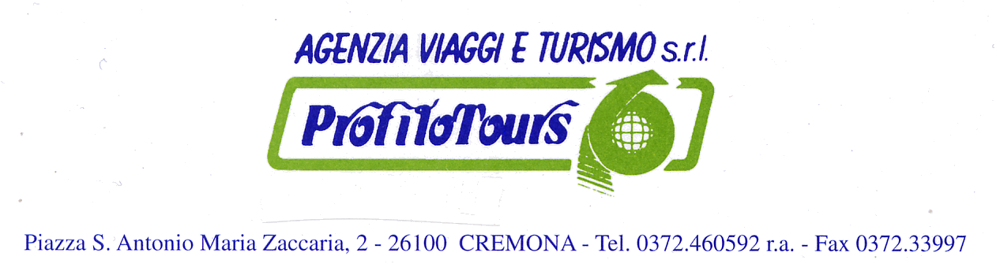 AGENZIA VIAGGI E TURISMO s.r.l.
ProfiloTours
Piazza S. Antonio Maria Zaccaria, 2 - 26100 CREMONA - Tel. 0372.460592 r.a. - Fax 0372.33997